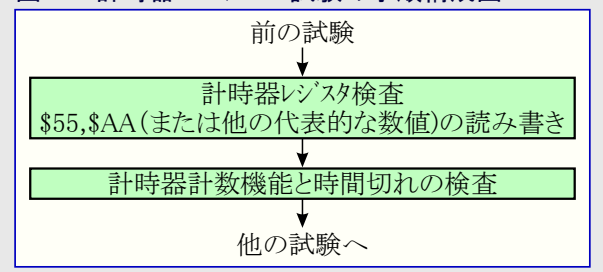 前の試験
計時器ﾚｼﾞｽﾀ検査
$55,$AA(または他の代表的な数値)の読み書き
計時器計数機能と時間切れの検査
他の試験へ